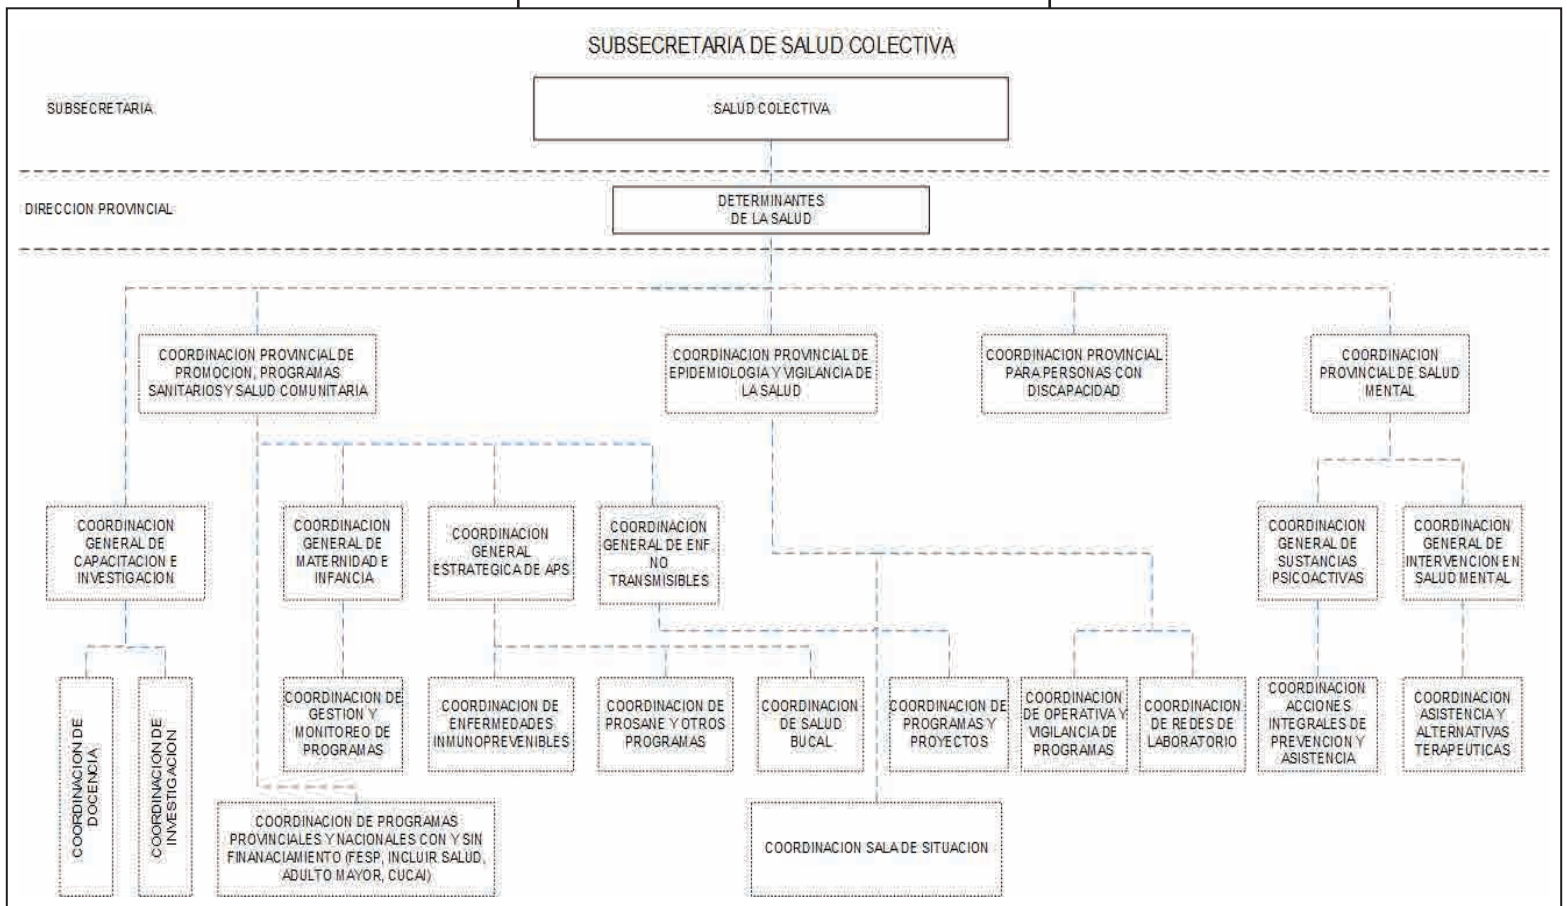 SUBSECRETARIA DE SALUD COLECTIVA
SUBSECRETARIA
SALUD COLECTIVA
DIRECCION PROVINCIAL
DETERMINANTES
DE LA SALUD
COORDINACION PROVINCIAL DE
PROMOCION, PROGRAMAS
SANITARIOS Y SALUD COMUNITARIA
COORDINACION PROVINCIAL DE
EPIDEMIOLOGIA Y VIGILANCIA DE
LA SALUD
COORDINACION PROVINCIAL
PARA PERSONAS CON
DISCAPACIDAD
COORDINACION
PROVINCIAL DE SALUD
MENTAL
COORDINACION
GENERAL DE
CAPACITACION E
INVESTIGACION
COORDINACION
GENERAL DE
MATERNIDAD E
INFANCIA
COORDINACION
GENERAL
ESTRATEGICA DE APS
COORDINACION
GENERAL DE ENF.
NO
TRANSMISIBLES
COORDINACION
GENERAL DE
SUSTANCIAS
PSICOACTIVAS
COORDINACION
GENERAL DE
INTERVENCION EN
SALUD MENTAL
COORDINACION DE
DOCENCIA
COORDINACION DE
INVESTIGACION
COORDINACION DE
GESTION Y
MONITOREO DE
PROGRAMAS
COORDINACION DE
ENFERMEDADES
INMUNOPREVENIBLES
COORDINACION DE
PROSANE Y OTROS
PROGRAMAS
COORDINACION
DE SALUD
BUCAL
COORDINACION DE
PROGRAMAS Y
PROYECTOS
COORDINACION
DE OPERATIVA Y
VIGILANCIA DE
PROGRAMAS
COORDINACION
DE REDES DE
LABORATORIO
COORDINACION
ACCIONES
INTEGRALES DE
PREVENCION Y
ASISTENCIA
COORDINACION
ASISTENCIA Y
ALTERNATIVAS
TERAPEUTICAS
COORDINACION DE PROGRAMAS
PROVINCIALES Y NACIONALES CON Y SIN
FINANACIAMIENTO (FESP, INCLUIR SALUD,
ADULTO MAYOR, CUCAI)
COORDINACION SALA DE SITUACION